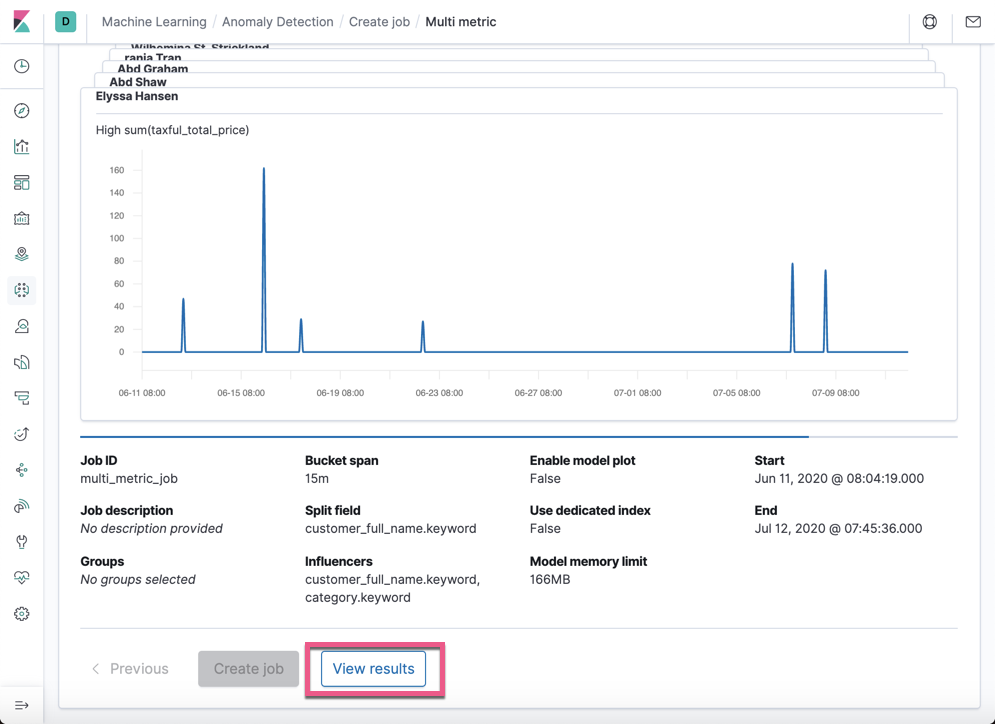 D
Machine Learning / Anomaly Detection / Create job / Multi metric
Wilhemina St. Strickland
rania Tran
Abd Graham
Abd Shaw
Elyssa Hansen
High sum(taxful_total_price)
160
140
120
100
80
60
40
20
0
06-11 08:00 06-15 08:00 06-19 08:00 06-23 08:00 06-27 08:00 07-01 08:00 07-05 08:00 07-09 08:00
Job ID Bucket span Enable model plot Start
multi_metric_job 15m False Jun 11, 2020 @ 08:04:19.000
Job description Split field Use dedicated index End
No description provided customer_full_name.keyword False Jul 12, 2020 @ 07:45:36.000
Groups Influencers Model memory limit
No groups selected customer_full_name.keyword, 166MB
category.keyword
Previous Create job View results